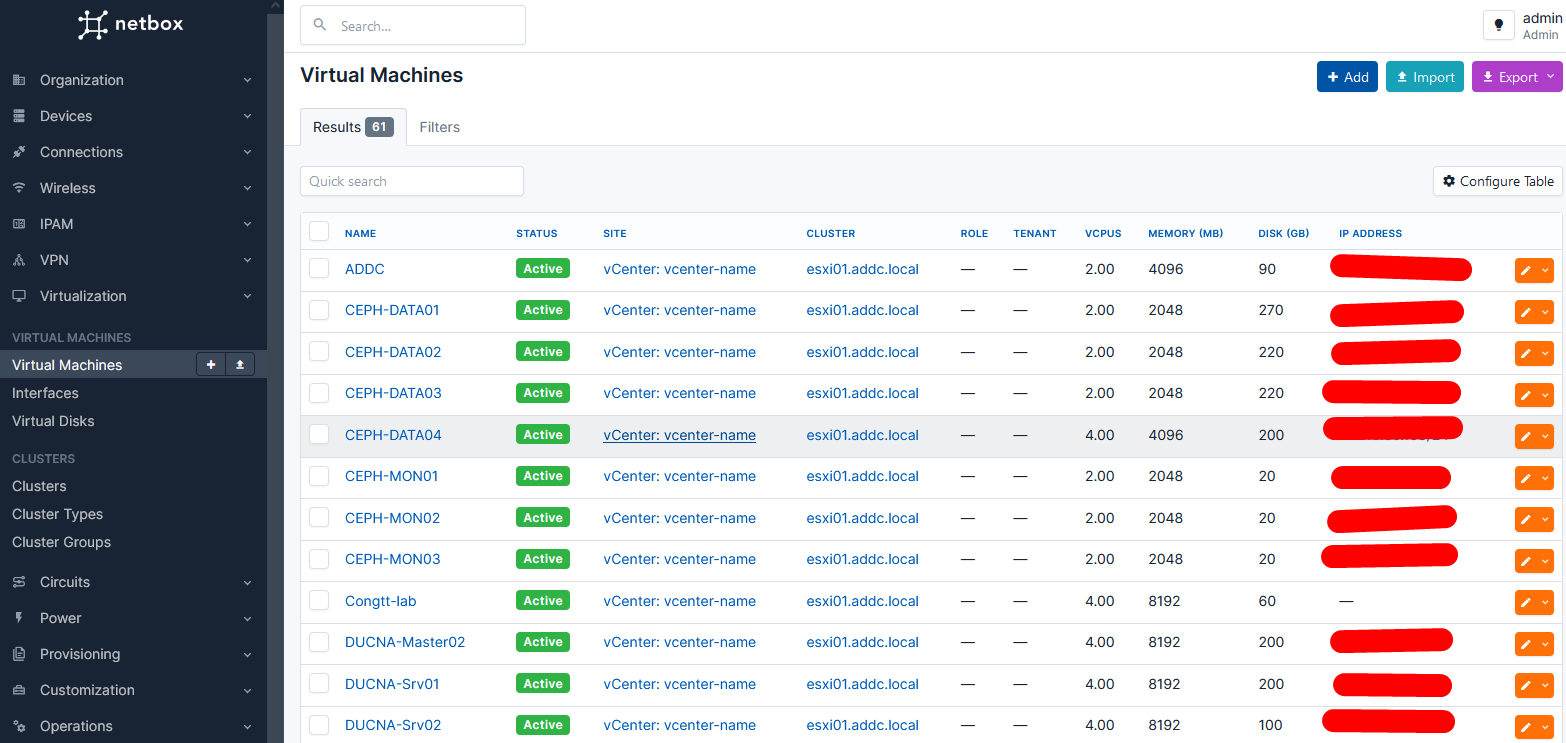 netbox
Search...
admin
Admin
Organization
Devices
Connections
Wireless
IPAM
VPN
Virtualization
VIRTUAL MACHINES
Virtual Machines
Interfaces
Virtual Disks
CLUSTERS
Clusters
Cluster Types
Cluster Groups
Circuits
Power
Provisioning
Customization
Operations
Virtual Machines
Add Import Export
Results 61 Filters
Quick search
Configure Table
NAME STATUS SITE CLUSTER ROLE TENANT VCPUS MEMORY (MB) DISK (GB) IP ADDRESS
ADDC Active vCenter: vcenter-name esxi01.addc.local — — 2.00 4096 90
CEPH-DATA01 Active vCenter: vcenter-name esxi01.addc.local — — 2.00 2048 270
CEPH-DATA02 Active vCenter: vcenter-name esxi01.addc.local — — 2.00 2048 220
CEPH-DATA03 Active vCenter: vcenter-name esxi01.addc.local — — 2.00 2048 220
CEPH-DATA04 Active vCenter: vcenter-name esxi01.addc.local — — 4.00 4096 200
CEPH-MON01 Active vCenter: vcenter-name esxi01.addc.local — — 2.00 2048 20
CEPH-MON02 Active vCenter: vcenter-name esxi01.addc.local — — 2.00 2048 20
CEPH-MON03 Active vCenter: vcenter-name esxi01.addc.local — — 2.00 2048 20
Congtt-lab Active vCenter: vcenter-name esxi01.addc.local — — 4.00 8192 60 —
DUCNA-Master02 Active vCenter: vcenter-name esxi01.addc.local — — 4.00 8192 200
DUCNA-Srv01 Active vCenter: vcenter-name esxi01.addc.local — — 4.00 8192 200
DUCNA-Srv02 Active vCenter: vcenter-name esxi01.addc.local — — 4.00 8192 100